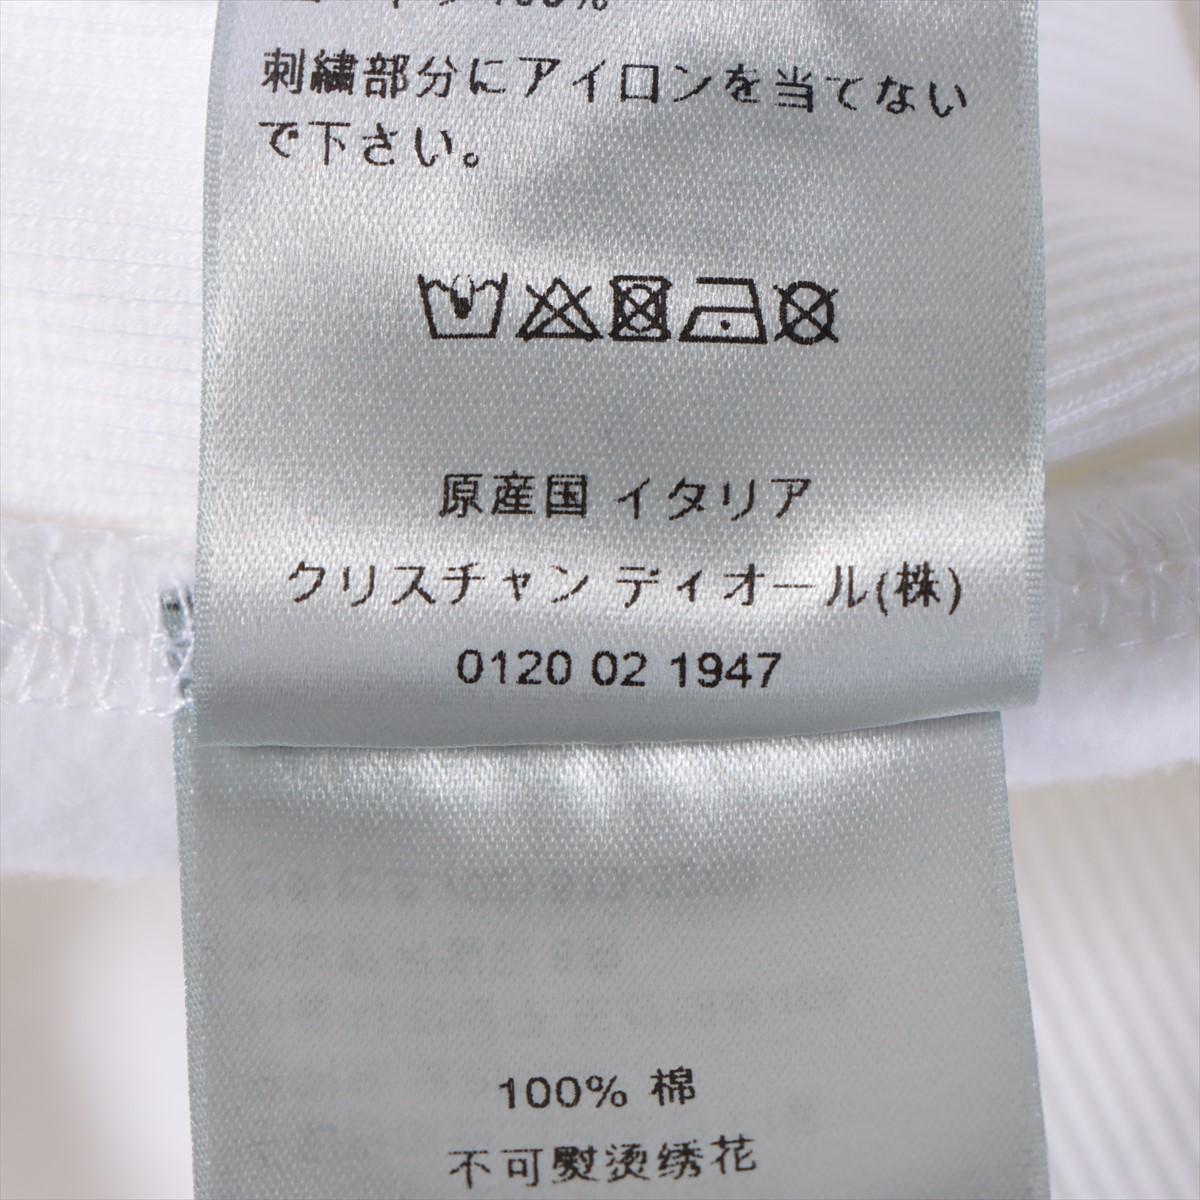 100%
刺繍部分にアイロンを当てない
で下さい。
原産国 イタリア
クリスチャン ディオール(株)
0120 02 1947
100% 棉
不可熨烫绣花